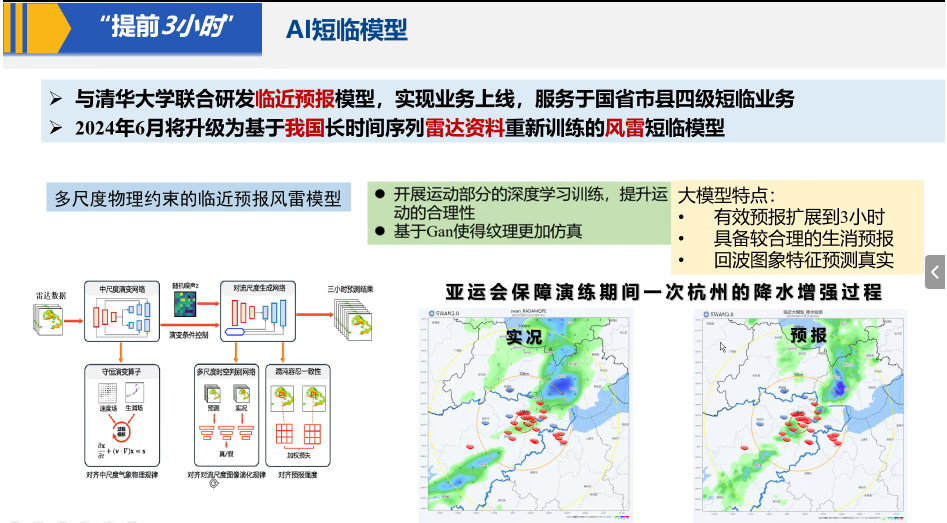 “提前3小时”
AI短临模型
➢ 与清华大学联合研发临近预报模型，实现业务上线，服务于国省市县四级短临业务
➢ 2024年6月将升级为基于我国长时间序列雷达资料重新训练的风雷短临模型
多尺度物理约束的临近预报风雷模型
● 开展运动部分的深度学习训练，提升运
动的合理性
● 基于Gan使得纹理更加仿真
大模型特点：
• 有效预报扩展到3小时
• 具备较合理的生消预报
• 回波图象特征预测真实
雷达数据
中尺度演变网络
随机噪声z
对流尺度生成网络
三小时预测结果
演变条件控制
守恒演变算子
速度场 生消场
∂x/∂t + (v · ∇)x = s
对齐中尺度气象物理规律
多尺度时空判别网络
预测 实况
真/假
对齐对流尺度图像演化规律
混沌容忍一致性
加权损失
对齐预报强度
亚运会保障演练期间一次杭州的降水增强过程
SWAN3.0
swan RADAMQPE
实况
SWAN3.0
预报